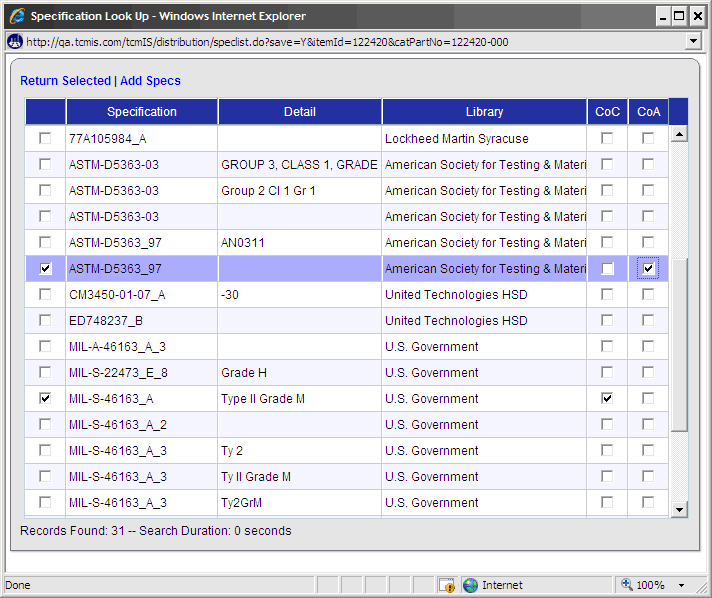 Specification Look Up - Windows Internet Explorer
http://qa.tcmis.com/tcmIS/distribution/speclist.do?save=Y&itemId=122420&catPartNo=122420-000
Return Selected | Add Specs
Specification Detail Library CoC CoA
77A105984_A Lockheed Martin Syracuse
ASTM-D5363-03 GROUP 3, CLASS 1, GRADE American Society for Testing & Materi
ASTM-D5363-03 Group 2 Cl 1 Gr 1 American Society for Testing & Materi
ASTM-D5363-03 American Society for Testing & Materi
ASTM-D5363_97 AN0311 American Society for Testing & Materi
ASTM-D5363_97 American Society for Testing & Materi
CM3450-01-07_A -30 United Technologies HSD
ED748237_B United Technologies HSD
MIL-A-46163_A_3 U.S. Government
MIL-S-22473_E_8 Grade H U.S. Government
MIL-S-46163_A Type II Grade M U.S. Government
MIL-S-46163_A_2 U.S. Government
MIL-S-46163_A_3 Ty 2 U.S. Government
MIL-S-46163_A_3 Ty II Grade M U.S. Government
MIL-S-46163_A_3 Ty2GrM U.S. Government
Records Found: 31 -- Search Duration: 0 seconds
Done Internet 100%